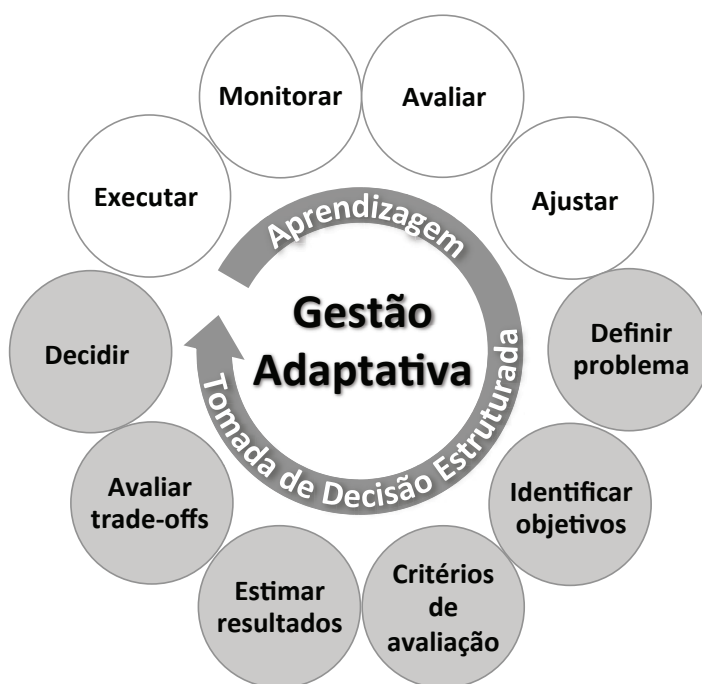 Monitorar
Avaliar
Executar
Ajustar
Aprendizagem
Gestão
Adaptativa
Decidir
Definir
problema
Tomada de Decisão Estruturada
Avaliar
trade-offs
Identificar
objetivos
Estimar
resultados
Critérios
de
avaliação